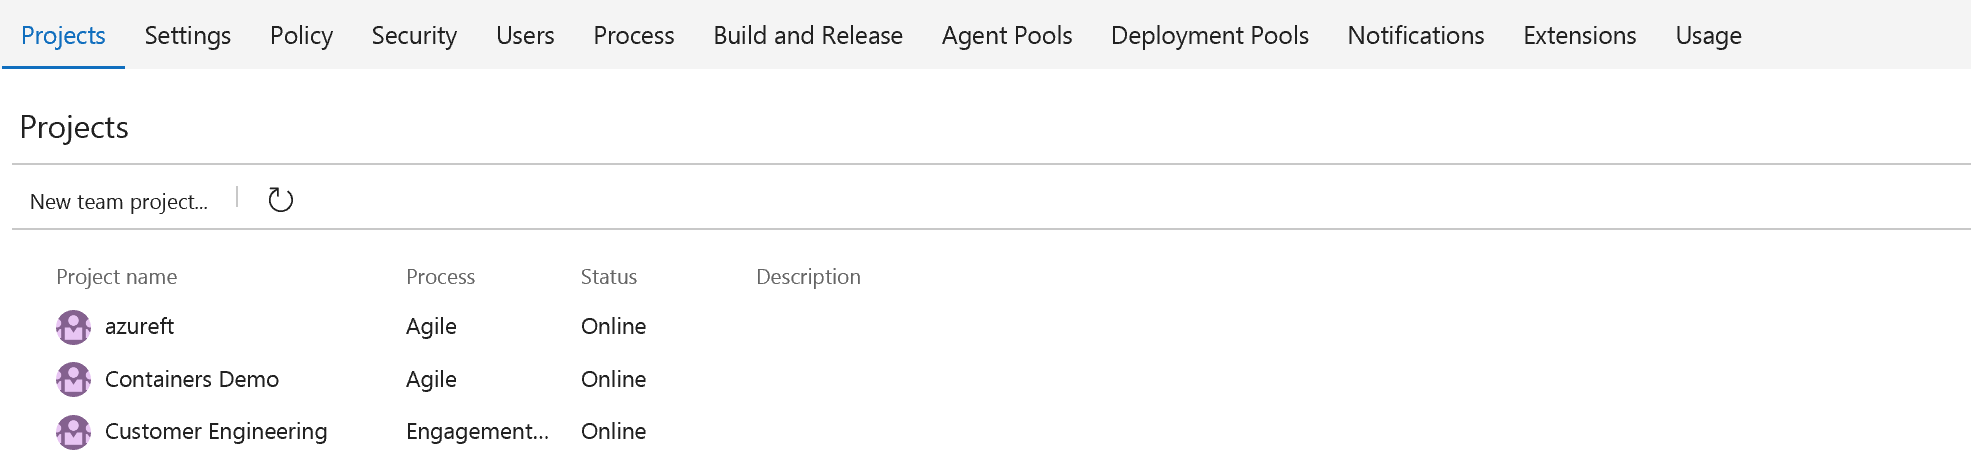 Projects Settings Policy Security Users Process Build and Release Agent Pools Deployment Pools Notifications Extensions Usage
Projects
New team project...
Project name Process Status Description
azureft Agile Online
Containers Demo Agile Online
Customer Engineering Engagement... Online